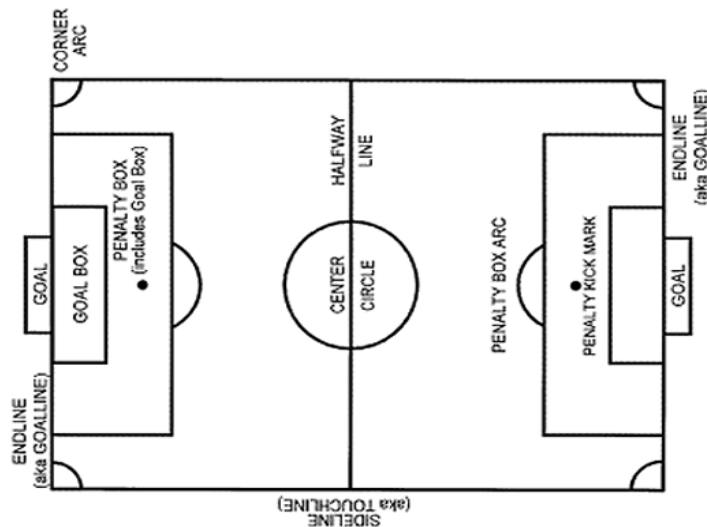 CORNER
ARC
ENDLINE
(aka GOALLINE)
GOAL
GOAL BOX
PENALTY BOX
(includes Goal Box)
HALFWAY
LINE
CENTER
CIRCLE
SIDELINE
(aka TOUCHLINE)
PENALTY BOX ARC
PENALTY KICK MARK
GOAL
ENDLINE
(aka GOALLINE)